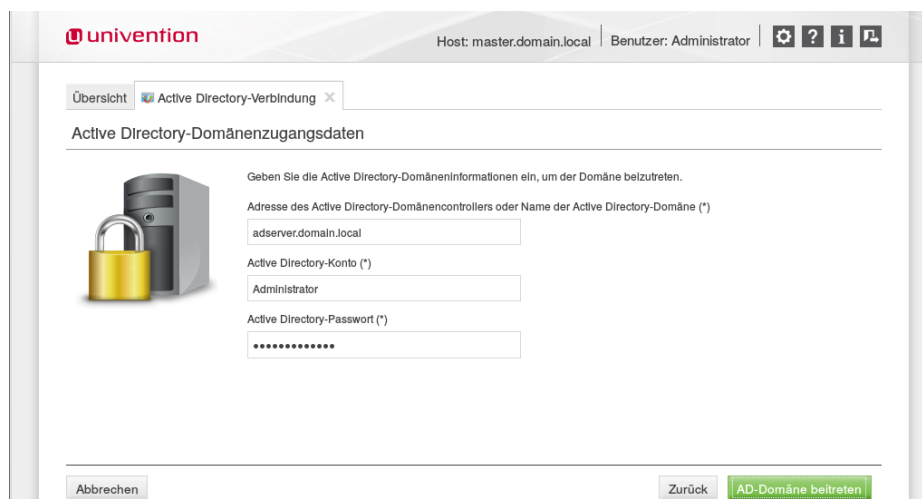 univention
Host: master.domain.local
Benutzer: Administrator
Übersicht
Active Directory-Verbindung
Active Directory-Domänenzugangsdaten
Geben Sie die Active Directory-Domäneninformationen ein, um der Domäne beizutreten.
Adresse des Active Directory-Domänencontrollers oder Name der Active Directory-Domäne (*)
adserver.domain.local
Active Directory-Konto (*)
Administrator
Active Directory-Passwort (*)
•••••••••••••
Abbrechen
Zurück
AD-Domäne beitreten